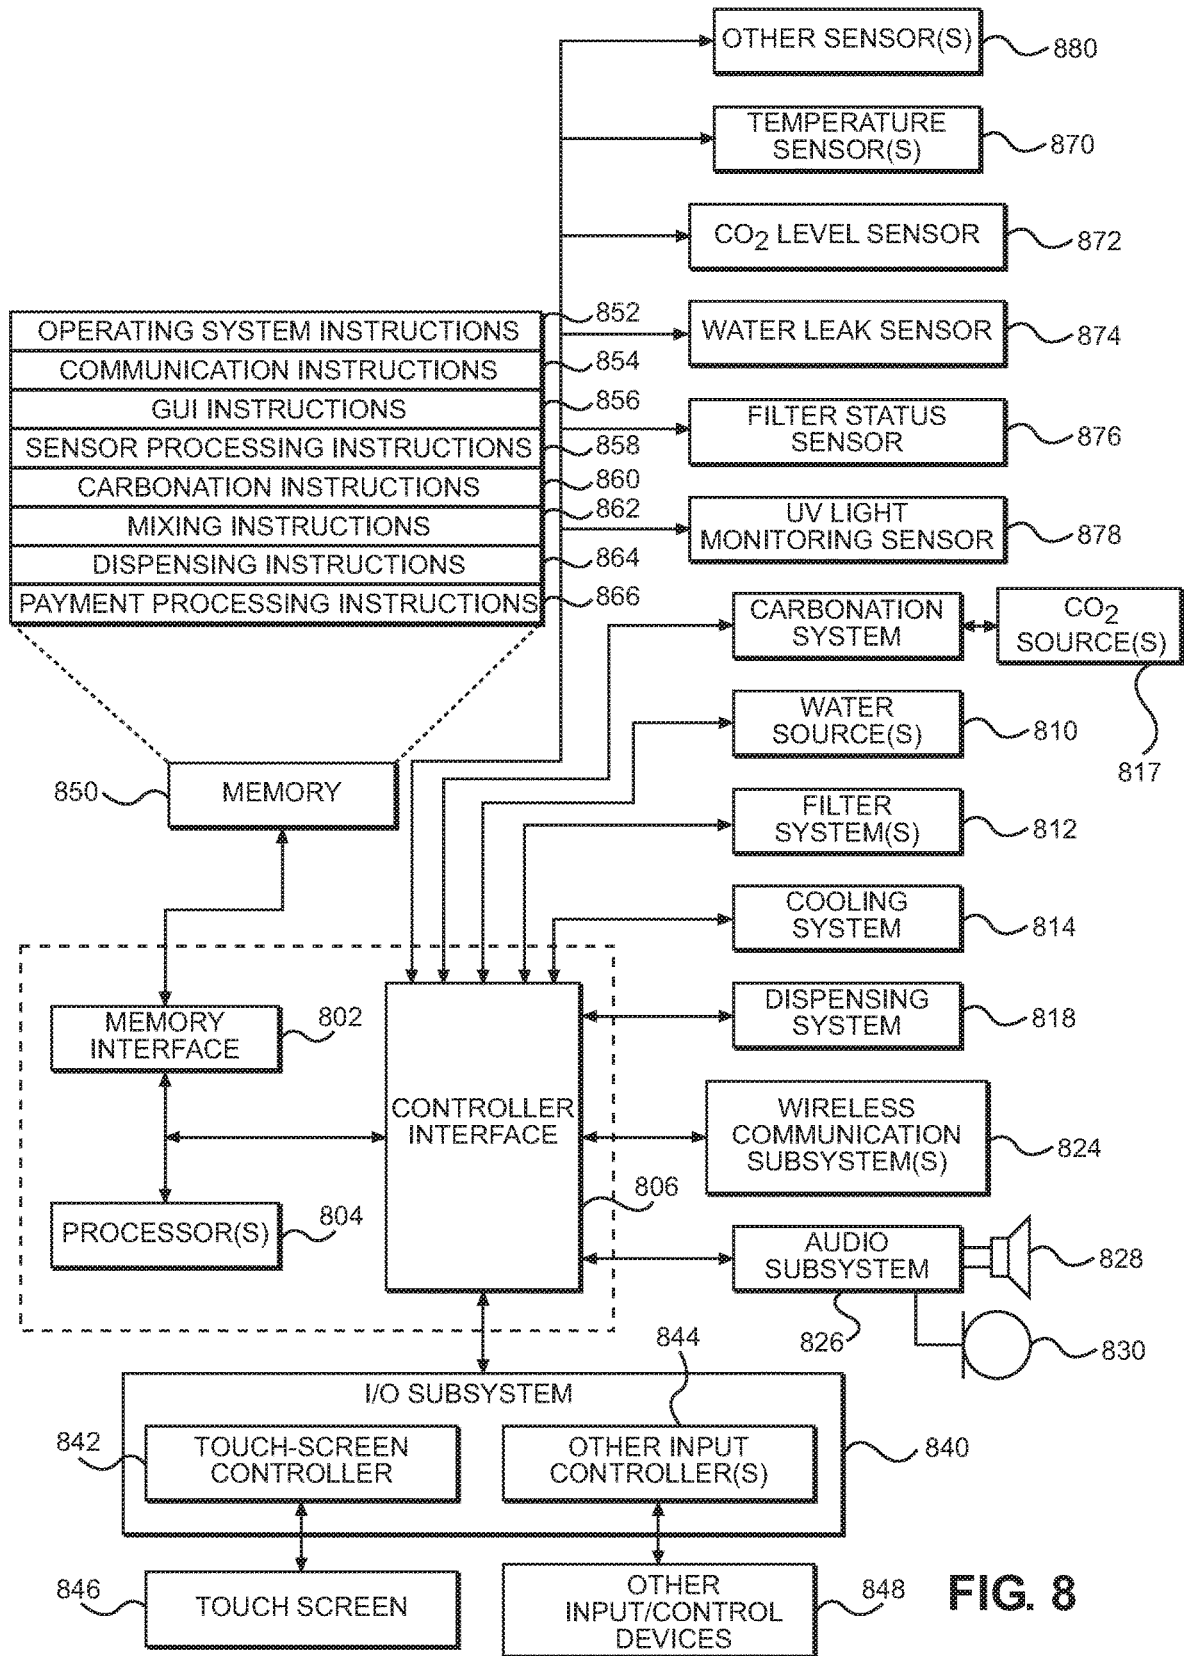 OTHER SENSOR(S)
880
TEMPERATURE
SENSOR(S)
870
CO2 LEVEL SENSOR
872
WATER LEAK SENSOR
874
FILTER STATUS
SENSOR
876
UV LIGHT
MONITORING SENSOR
878
OPERATING SYSTEM INSTRUCTIONS
852
COMMUNICATION INSTRUCTIONS
854
GUI INSTRUCTIONS
856
SENSOR PROCESSING INSTRUCTIONS
858
CARBONATION INSTRUCTIONS
860
MIXING INSTRUCTIONS
862
DISPENSING INSTRUCTIONS
864
PAYMENT PROCESSING INSTRUCTIONS
866
CARBONATION
SYSTEM
CO2
SOURCE(S)
817
WATER
SOURCE(S)
810
850
MEMORY
FILTER
SYSTEM(S)
812
COOLING
SYSTEM
814
DISPENSING
SYSTEM
818
MEMORY
INTERFACE
802
CONTROLLER
INTERFACE
806
PROCESSOR(S)
804
WIRELESS
COMMUNICATION
SUBSYSTEM(S)
824
AUDIO
SUBSYSTEM
826
828
830
I/O SUBSYSTEM
840
842
TOUCH-SCREEN
CONTROLLER
844
OTHER INPUT
CONTROLLER(S)
846
TOUCH SCREEN
OTHER
INPUT/CONTROL
DEVICES
848
FIG. 8